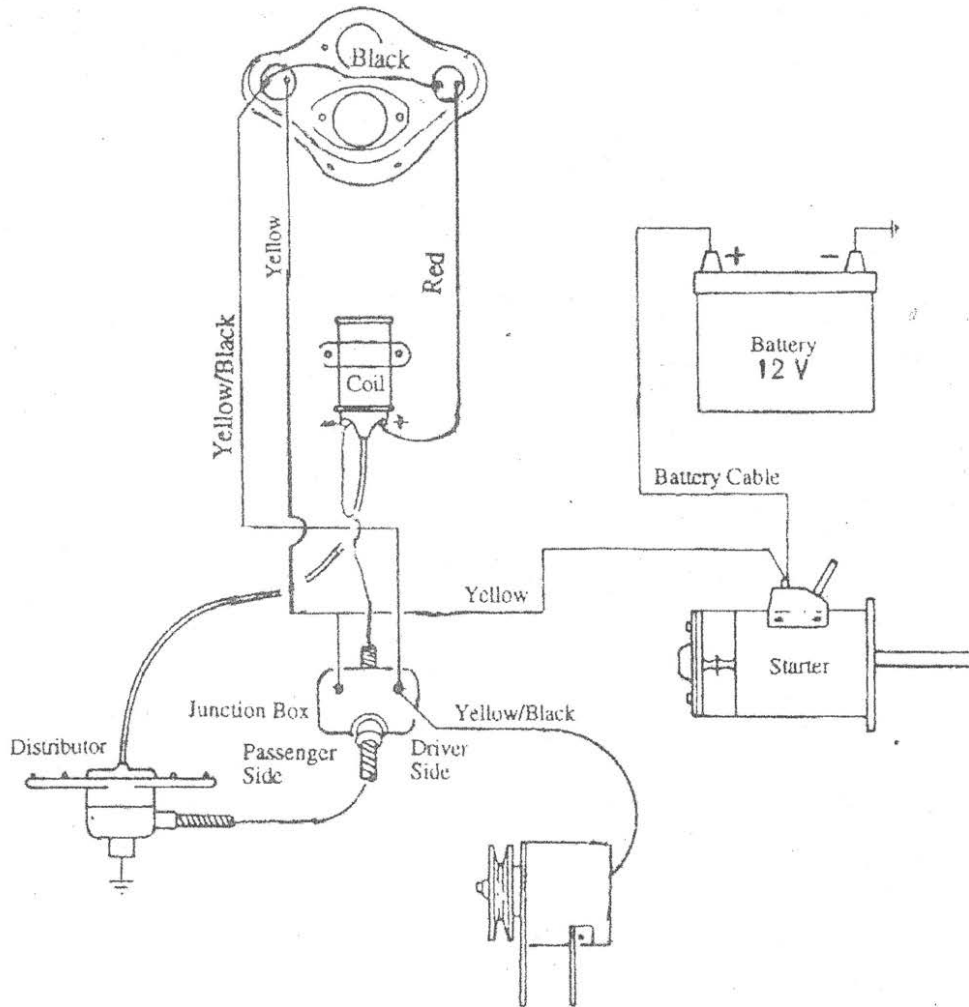 Black
Yellow
Yellow/Black
Red
+ -
Battery
12 V
Coil
- +
Battery Cable
Yellow
Starter
Junction Box
Yellow/Black
Distributor
Passenger
Side
Driver
Side